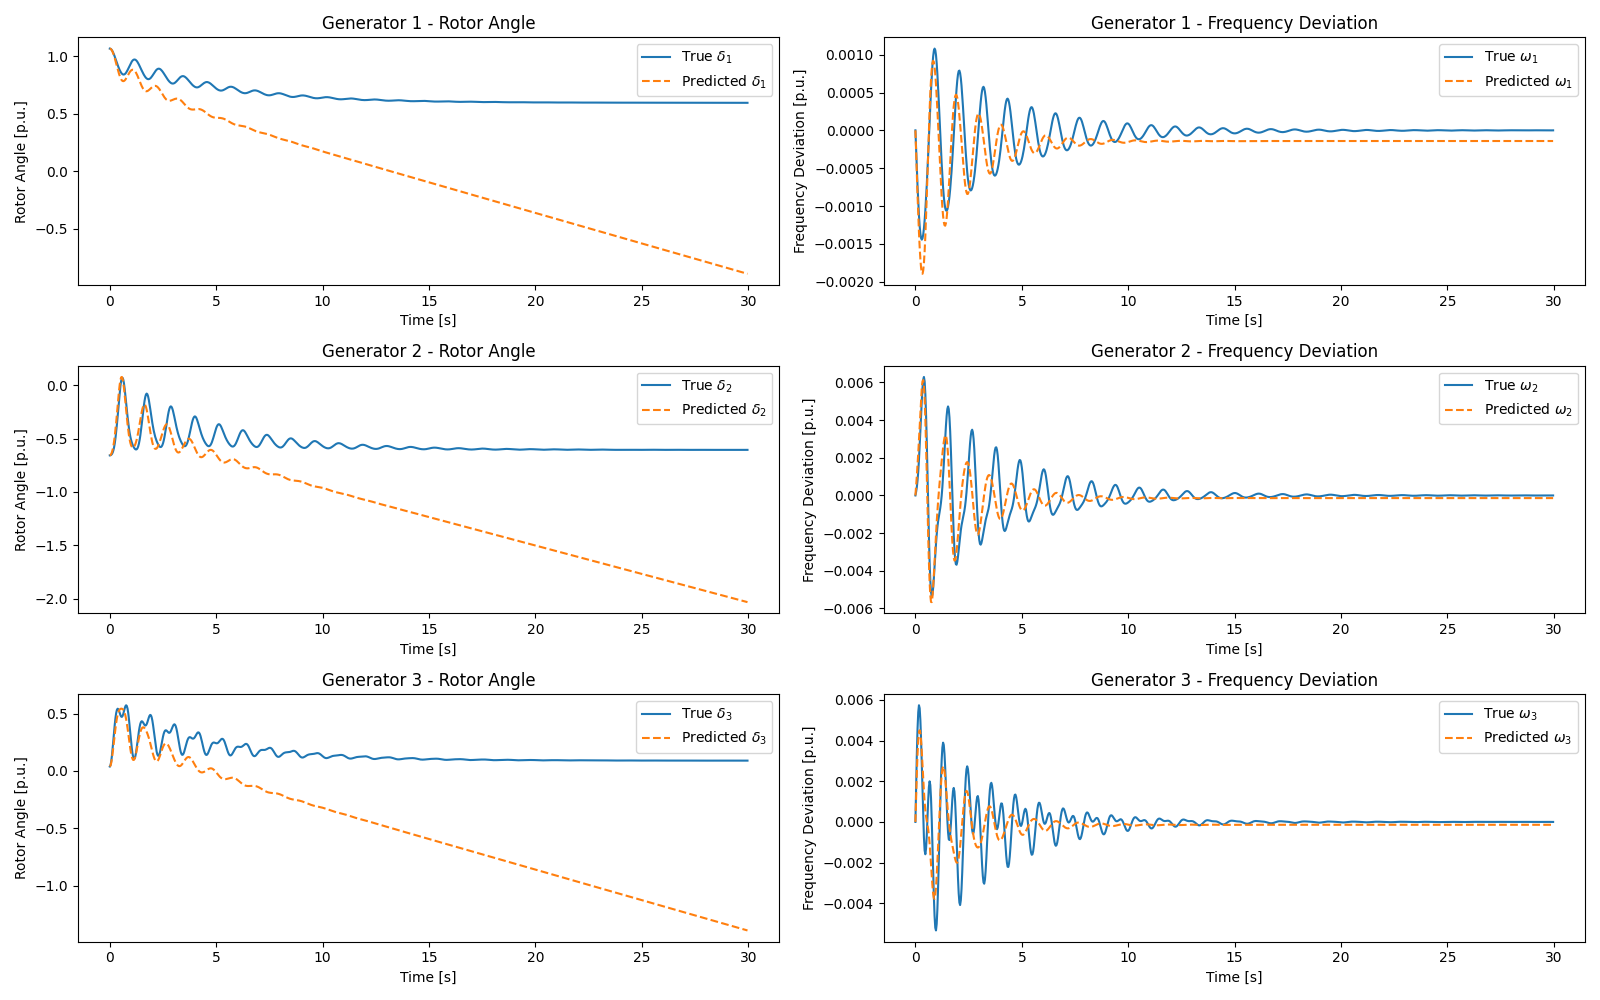 Generator 1 - Rotor Angle
Rotor Angle [p.u.]
1.0
0.5
0.0
−0.5
True δ1
Predicted δ1
0 5 10 15 20 25 30
Time [s]
Generator 1 - Frequency Deviation
Frequency Deviation [p.u.]
0.0010
0.0005
0.0000
−0.0005
−0.0010
−0.0015
−0.0020
True ω1
Predicted ω1
0 5 10 15 20 25 30
Time [s]
Generator 2 - Rotor Angle
Rotor Angle [p.u.]
0.0
−0.5
−1.0
−1.5
−2.0
True δ2
Predicted δ2
0 5 10 15 20 25 30
Time [s]
Generator 2 - Frequency Deviation
Frequency Deviation [p.u.]
0.006
0.004
0.002
0.000
−0.002
−0.004
−0.006
True ω2
Predicted ω2
0 5 10 15 20 25 30
Time [s]
Generator 3 - Rotor Angle
Rotor Angle [p.u.]
0.5
0.0
−0.5
−1.0
True δ3
Predicted δ3
0 5 10 15 20 25 30
Time [s]
Generator 3 - Frequency Deviation
Frequency Deviation [p.u.]
0.006
0.004
0.002
0.000
−0.002
−0.004
True ω3
Predicted ω3
0 5 10 15 20 25 30
Time [s]